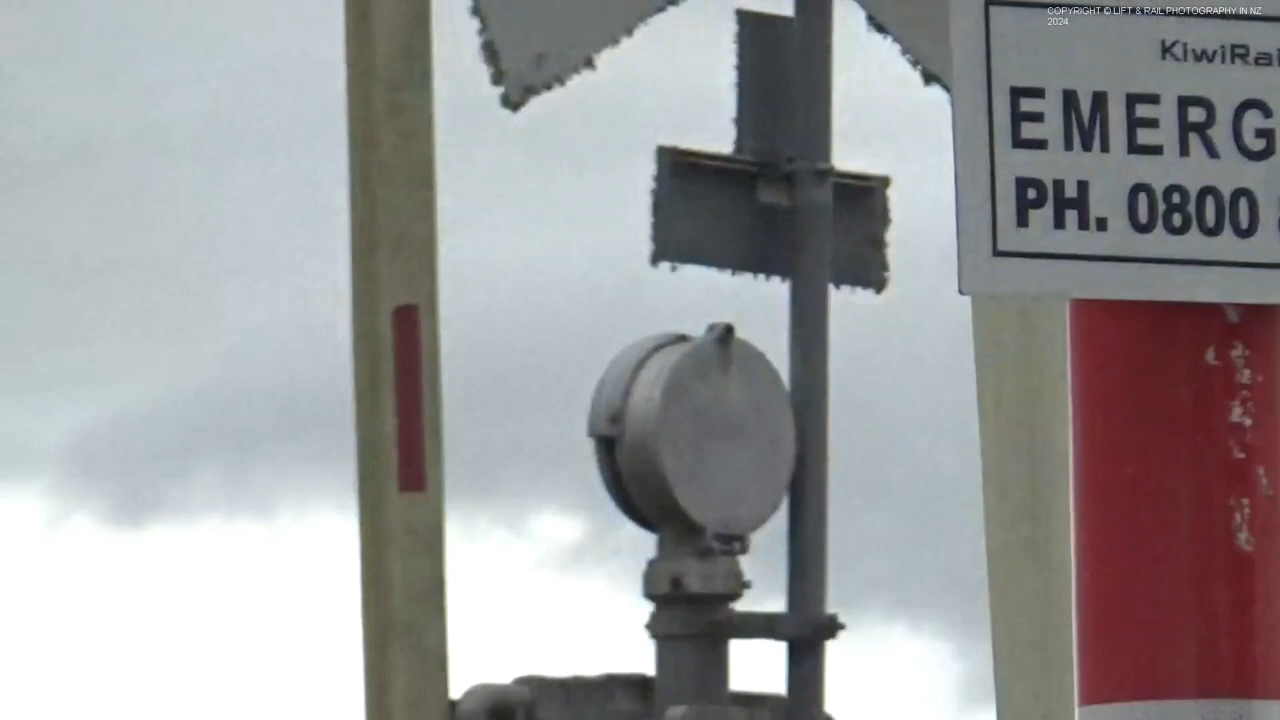 COPYRIGHT © LIFT & RAIL PHOTOGRAPHY IN NZ
2024
KiwiRai
EMERG
PH. 0800